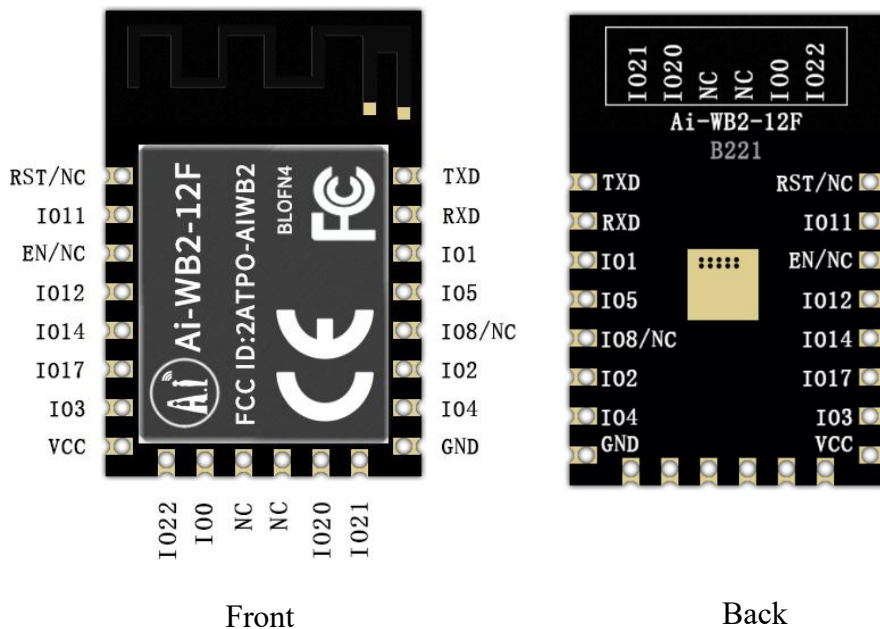 RST/NC
IO11
EN/NC
IO12
IO14
IO17
IO3
VCC
Ai
Ai-WB2-12F
FCC ID:2ATPO-AIWB2
BLOFN4
CE
FC
TXD
RXD
IO1
IO5
IO8/NC
IO2
IO4
GND
IO22
IO0
NC
NC
IO20
IO21
Front
IO21
IO20
NC
NC
IO0
IO22
Ai-WB2-12F
B221
TXD
RXD
IO1
IO5
IO8/NC
IO2
IO4
GND
RST/NC
IO11
EN/NC
IO12
IO14
IO17
IO3
VCC
Back